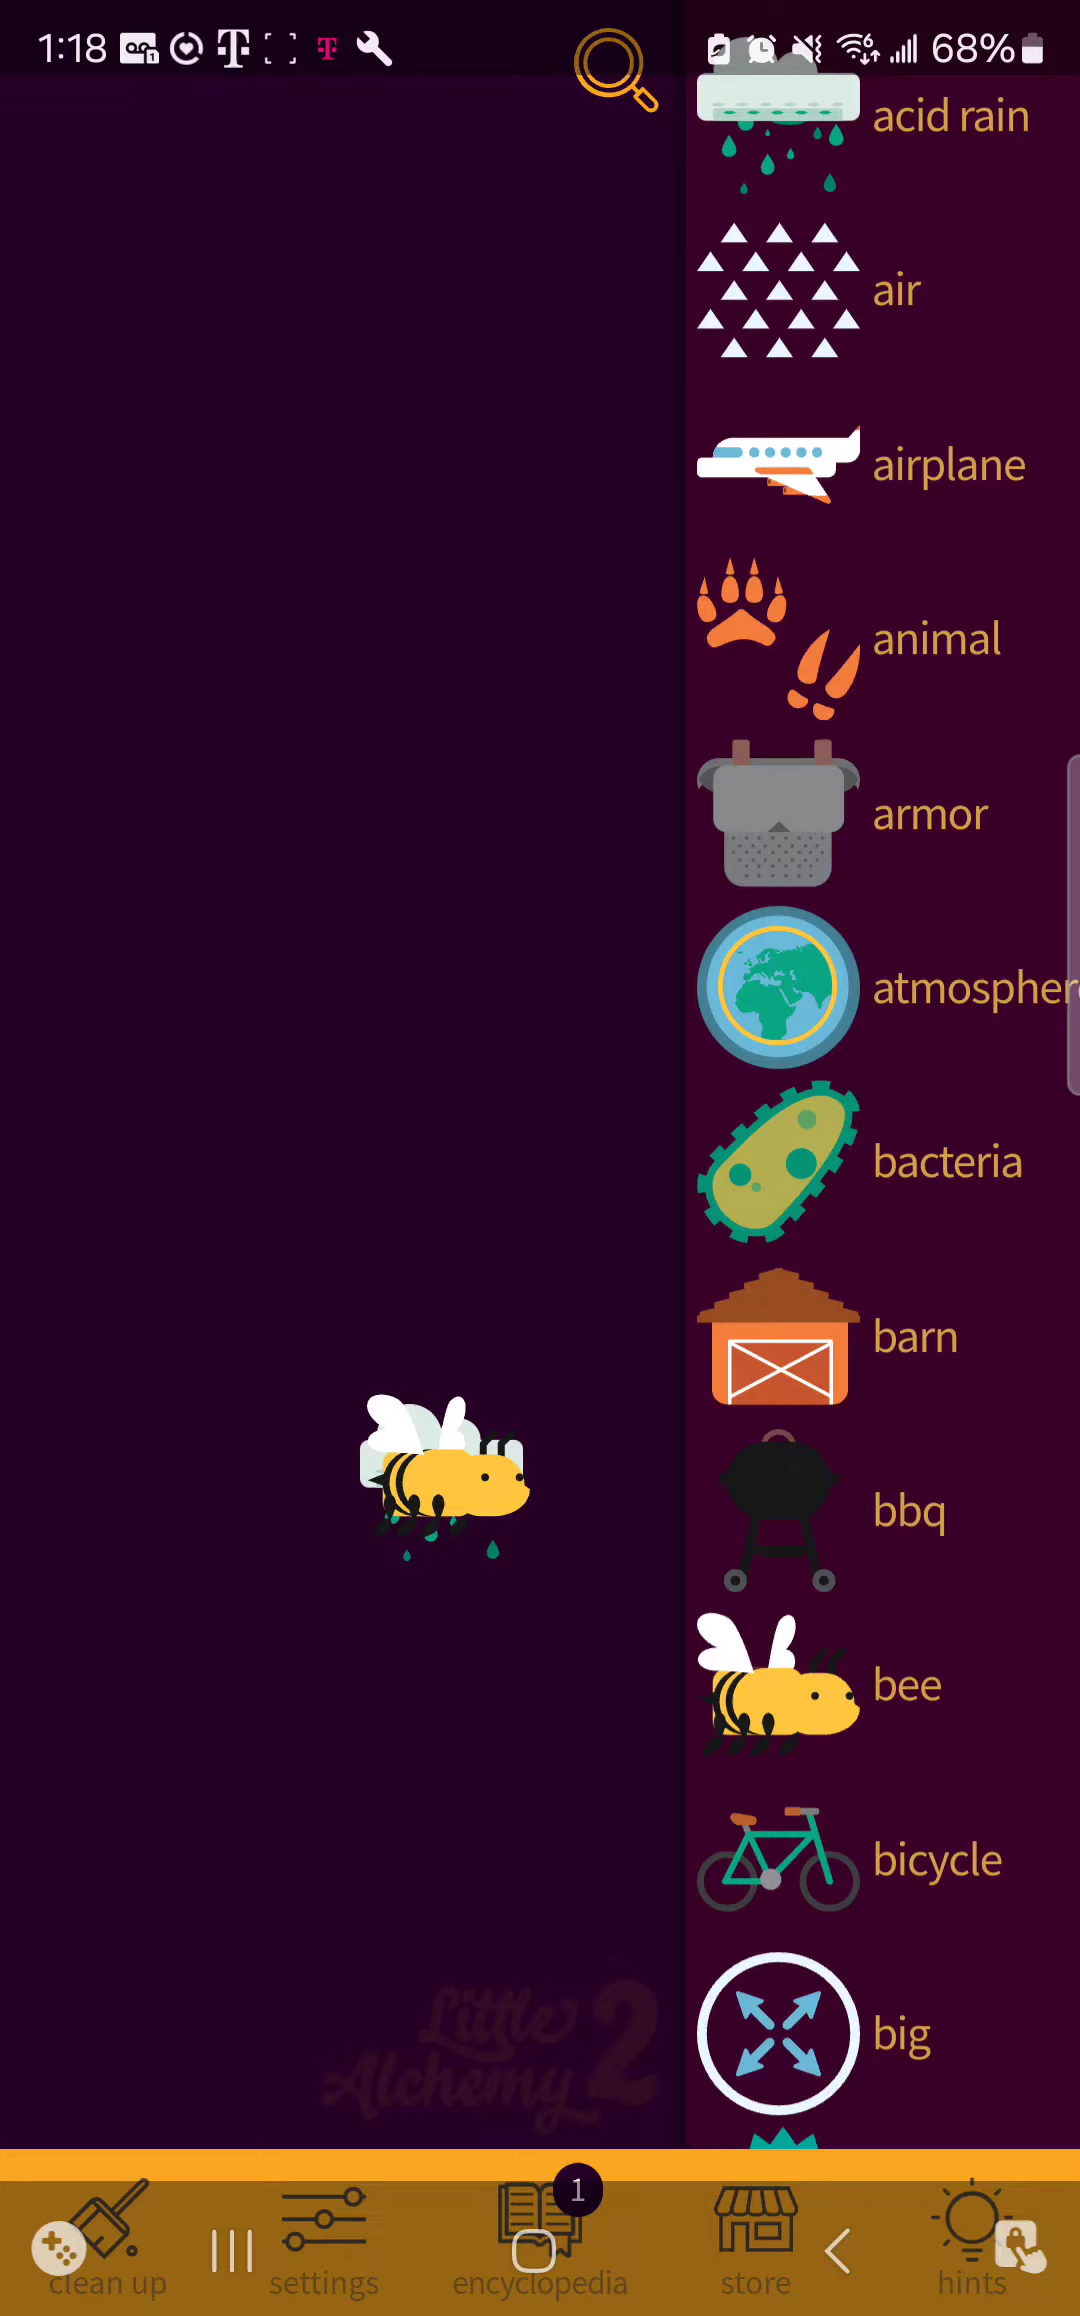 1:18
68%
acid rain
air
airplane
animal
armor
atmospher
bacteria
barn
bbq
bee
bicycle
big
Little
Alchemy 2
1
clean up
settings
encyclopedia
store
hints